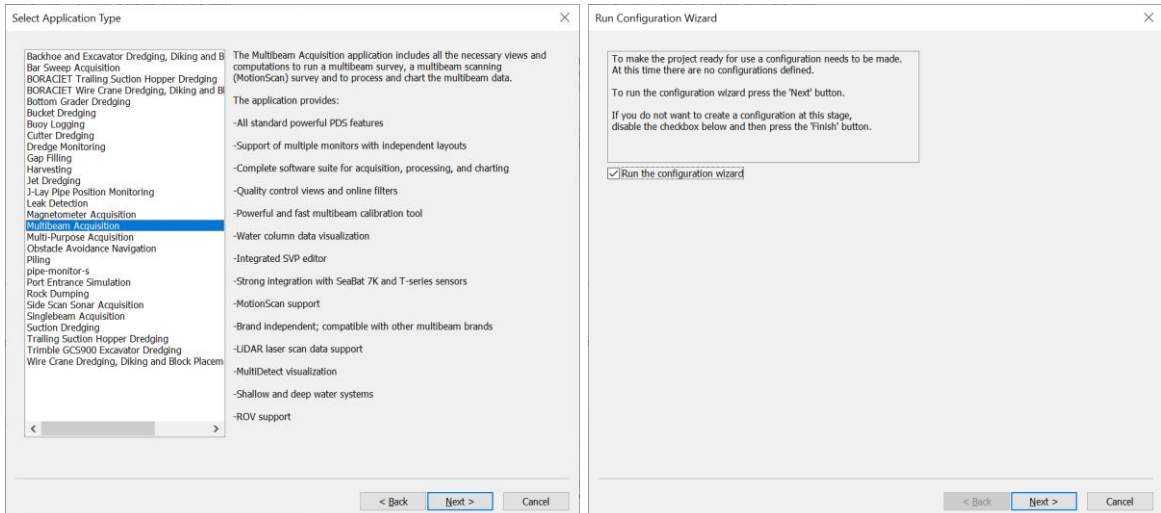 Select Application Type
Backhoe and Excavator Dredging, Diking and B
Bar Sweep Acquisition
BORACIET Trailing Suction Hopper Dredging
BORACIET Wire Crane Dredging, Diking and Bl
Bottom Grader Dredging
Bucket Dredging
Buoy Logging
Cutter Dredging
Dredge Monitoring
Gap Filling
Harvesting
Jet Dredging
J-Lay Pipe Position Monitoring
Leak Detection
Magnetometer Acquisition
Multibeam Acquisition
Multi-Purpose Acquisition
Obstacle Avoidance Navigation
Piling
pipe-monitor-s
Port Entrance Simulation
Rock Dumping
Side Scan Sonar Acquisition
Singlebeam Acquisition
Suction Dredging
Trailing Suction Hopper Dredging
Trimble GCS900 Excavator Dredging
Wire Crane Dredging, Diking and Block Placem
The Multibeam Acquisition application includes all the necessary views and
computations to run a multibeam survey, a multibeam scanning
(MotionScan) survey and to process and chart the multibeam data.
The application provides:
-All standard powerful PDS features
-Support of multiple monitors with independent layouts
-Complete software suite for acquisition, processing, and charting
-Quality control views and online filters
-Powerful and fast multibeam calibration tool
-Water column data visualization
-Integrated SVP editor
-Strong integration with SeaBat 7K and T-series sensors
-MotionScan support
-Brand independent; compatible with other multibeam brands
-LiDAR laser scan data support
-MultiDetect visualization
-Shallow and deep water systems
-ROV support
< Back Next > Cancel
Run Configuration Wizard
To make the project ready for use a configuration needs to be made.
At this time there are no configurations defined.
To run the configuration wizard press the 'Next' button.
If you do not want to create a configuration at this stage,
disable the checkbox below and then press the 'Finish' button.
Run the configuration wizard
< Back Next > Cancel